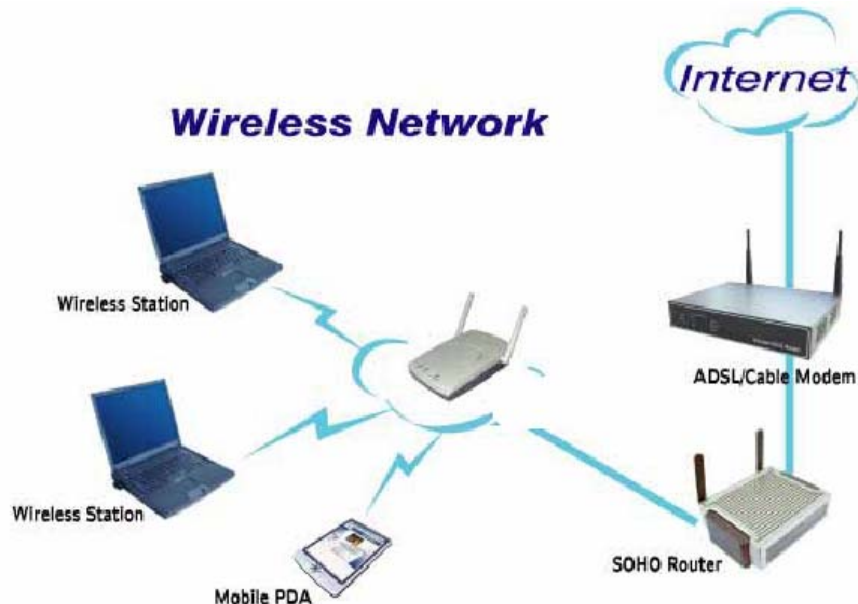 Internet
Wireless Network
Wireless Station
ADSL/Cable Modem
Wireless Station
SOHO Router
Mobile PDA